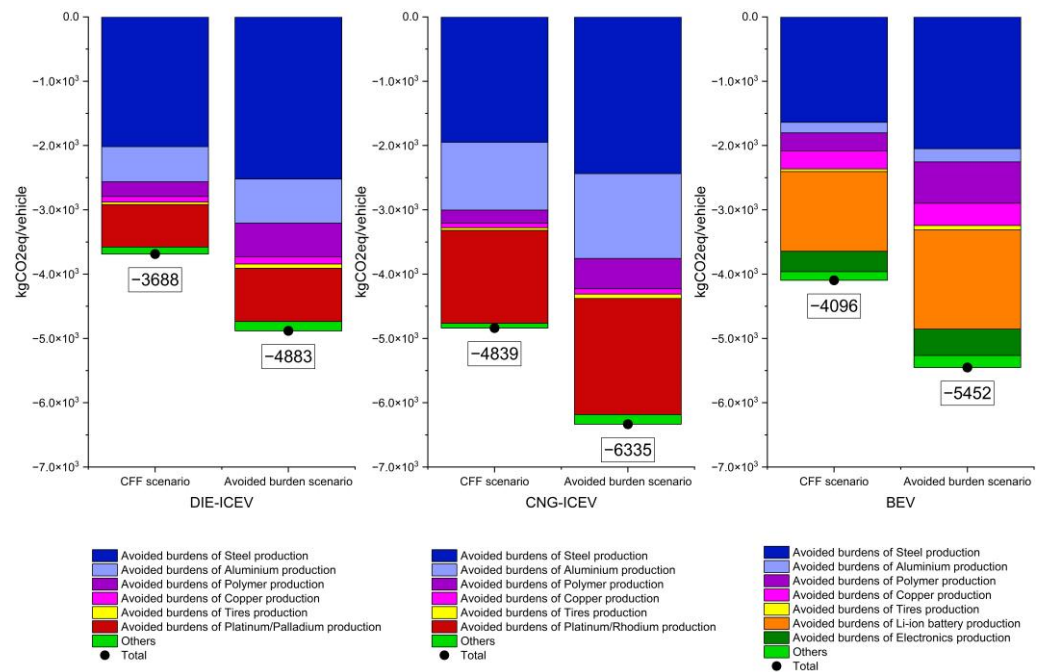 kgCO2eq/vehicle
0.0
−1.0×10³
−2.0×10³
−3.0×10³
−4.0×10³
−5.0×10³
−6.0×10³
−7.0×10³
−3688
−4883
CFF scenario
Avoided burden scenario
DIE-ICEV
kgCO2eq/vehicle
0.0
−1.0×10³
−2.0×10³
−3.0×10³
−4.0×10³
−5.0×10³
−6.0×10³
−7.0×10³
−4839
−6335
CFF scenario
Avoided burden scenario
CNG-ICEV
kgCO2eq/vehicle
0.0
−1.0×10³
−2.0×10³
−3.0×10³
−4.0×10³
−5.0×10³
−6.0×10³
−7.0×10³
−4096
−5452
CFF scenario
Avoided burden scenario
BEV
Avoided burdens of Steel production
Avoided burdens of Aluminium production
Avoided burdens of Polymer production
Avoided burdens of Copper production
Avoided burdens of Tires production
Avoided burdens of Platinum/Palladium production
Others
Total
Avoided burdens of Steel production
Avoided burdens of Aluminium production
Avoided burdens of Polymer production
Avoided burdens of Copper production
Avoided burdens of Tires production
Avoided burdens of Platinum/Rhodium production
Others
Total
Avoided burdens of Steel production
Avoided burdens of Aluminium production
Avoided burdens of Polymer production
Avoided burdens of Copper production
Avoided burdens of Tires production
Avoided burdens of Li-ion battery production
Avoided burdens of Electronics production
Others
Total